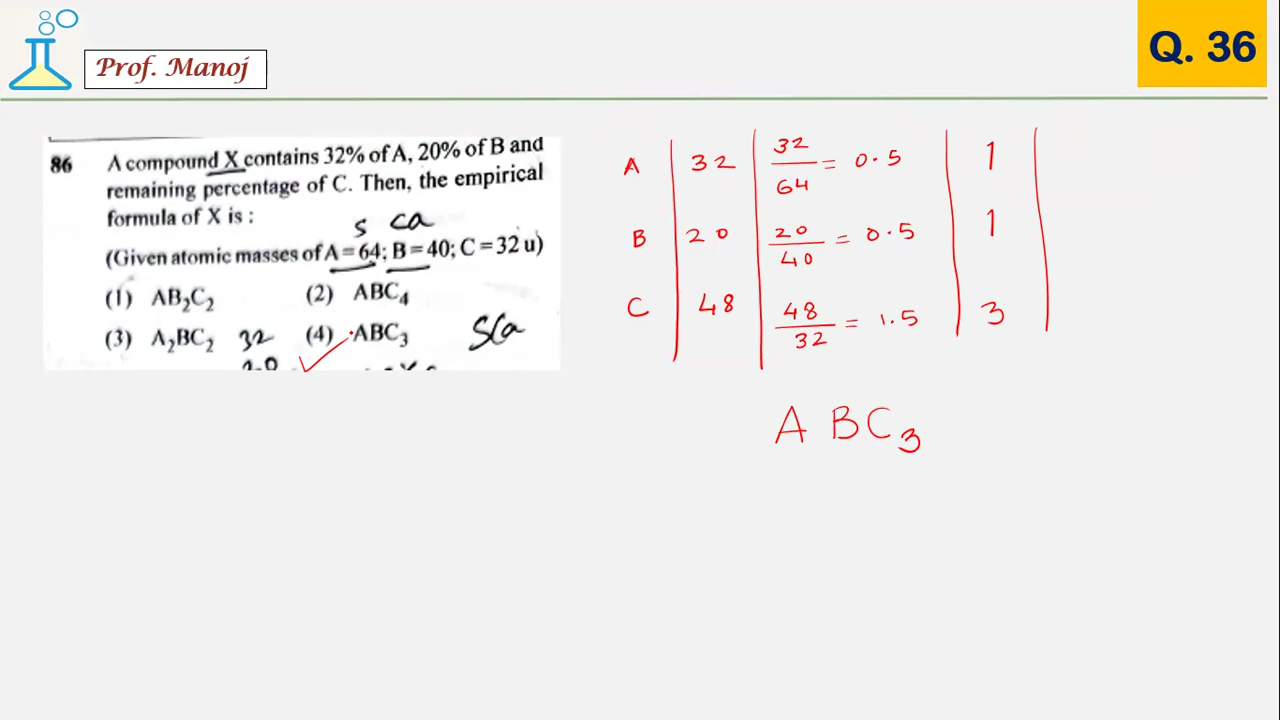 Prof. Manoj
Q. 36
86 A compound X contains 32% of A, 20% of B and
remaining percentage of C. Then, the empirical
formula of X is :
s ca
(Given atomic masses of A = 64; B = 40; C = 32 u)
(1) AB₂C₂ (2) ABC₄
(3) A₂BC₂ 32 (4) ABC₃ SCa
20
A | 32 | 32/64 = 0.5 | 1 |
B | 20 | 20/40 = 0.5 | 1
C | 48 | 48/32 = 1.5 | 3
ABC₃